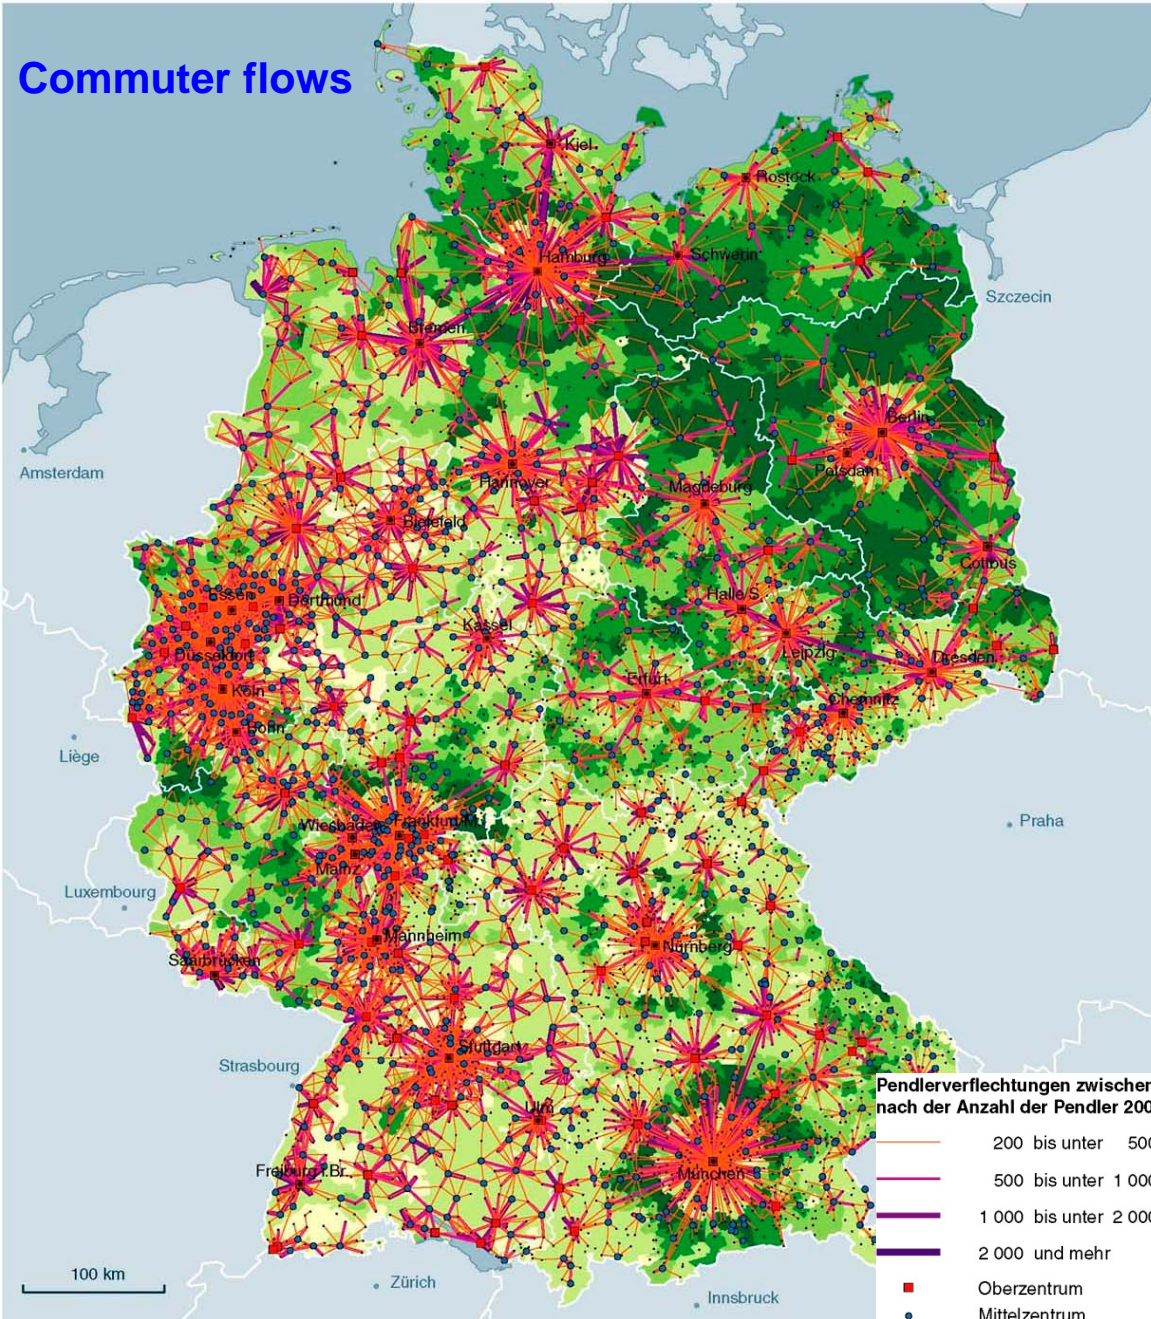 Commuter flows
Kiel
Rostock
Hamburg
Schwerin
Szczecin
Bremen
Berlin
Amsterdam
Potsdam
Hannover
Magdeburg
Bielefeld
Cottbus
Essen
Dortmund
Halle/S.
Kassel
Düsseldorf
Leipzig
Dresden
Erfurt
Köln
Chemnitz
Bonn
Liège
Wiesbaden
Frankfurt/M.
Praha
Mainz
Luxembourg
Mannheim
Nürnberg
Saarbrücken
Stuttgart
Strasbourg
Ulm
München
Freiburg i.Br.
100 km
Zürich
Innsbruck
Pendlerverflechtungen zwischen
nach der Anzahl der Pendler 200
200 bis unter 500
500 bis unter 1 000
1 000 bis unter 2 000
2 000 und mehr
Oberzentrum
Mittelzentrum